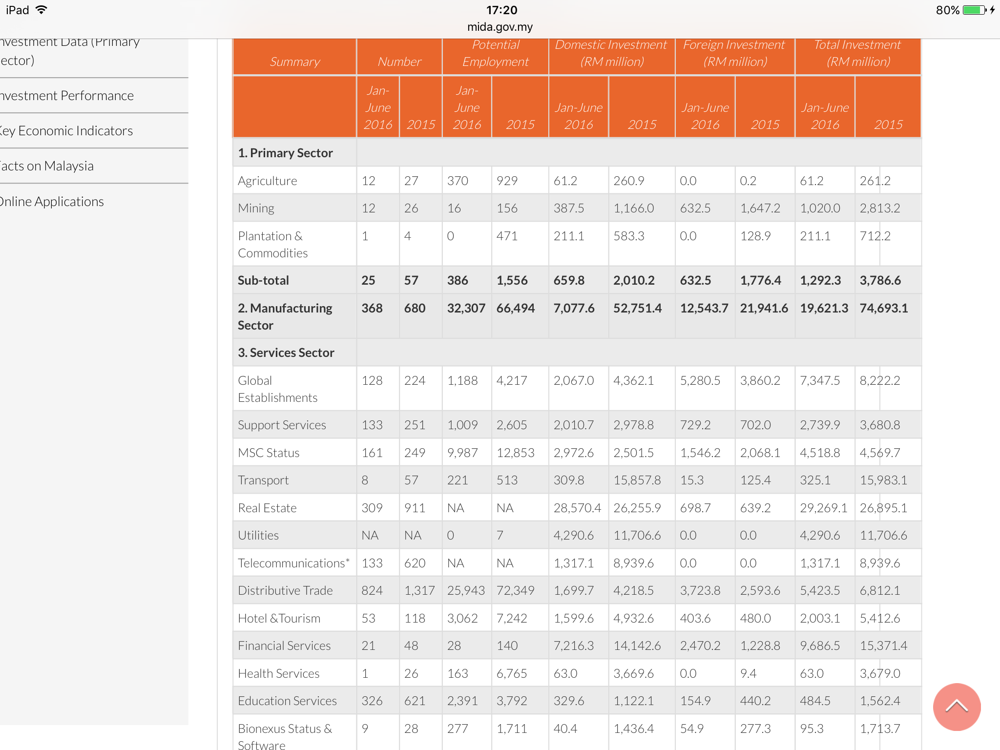 iPad 17:20 80%
mida.gov.my
nvestment Data (Primary
ector)
nvestment Performance
Key Economic Indicators
Facts on Malaysia
Online Applications
Summary Number Potential Employment Domestic Investment (RM million) Foreign Investment (RM million) Total Investment (RM million)
Jan-June 2016 2015 Jan-June 2016 2015 Jan-June 2016 2015 Jan-June 2016 2015 Jan-June 2016 2015
1. Primary Sector
Agriculture 12 27 370 929 61.2 260.9 0.0 0.2 61.2 261.2
Mining 12 26 16 156 387.5 1,166.0 632.5 1,647.2 1,020.0 2,813.2
Plantation & Commodities 1 4 0 471 211.1 583.3 0.0 128.9 211.1 712.2
Sub-total 25 57 386 1,556 659.8 2,010.2 632.5 1,776.4 1,292.3 3,786.6
2. Manufacturing Sector 368 680 32,307 66,494 7,077.6 52,751.4 12,543.7 21,941.6 19,621.3 74,693.1
3. Services Sector
Global Establishments 128 224 1,188 4,217 2,067.0 4,362.1 5,280.5 3,860.2 7,347.5 8,222.2
Support Services 133 251 1,009 2,605 2,010.7 2,978.8 729.2 702.0 2,739.9 3,680.8
MSC Status 161 249 9,987 12,853 2,972.6 2,501.5 1,546.2 2,068.1 4,518.8 4,569.7
Transport 8 57 221 513 309.8 15,857.8 15.3 125.4 325.1 15,983.1
Real Estate 309 911 NA NA 28,570.4 26,255.9 698.7 639.2 29,269.1 26,895.1
Utilities NA NA 0 7 4,290.6 11,706.6 0.0 0.0 4,290.6 11,706.6
Telecommunications* 133 620 NA NA 1,317.1 8,939.6 0.0 0.0 1,317.1 8,939.6
Distributive Trade 824 1,317 25,943 72,349 1,699.7 4,218.5 3,723.8 2,593.6 5,423.5 6,812.1
Hotel &Tourism 53 118 3,062 7,242 1,599.6 4,932.6 403.6 480.0 2,003.1 5,412.6
Financial Services 21 48 28 140 7,216.3 14,142.6 2,470.2 1,228.8 9,686.5 15,371.4
Health Services 1 26 163 6,765 63.0 3,669.6 0.0 9.4 63.0 3,679.0
Education Services 326 621 2,391 3,792 329.6 1,122.1 154.9 440.2 484.5 1,562.4
Bionexus Status & Software 9 28 277 1,711 40.4 1,436.4 54.9 277.3 95.3 1,713.7